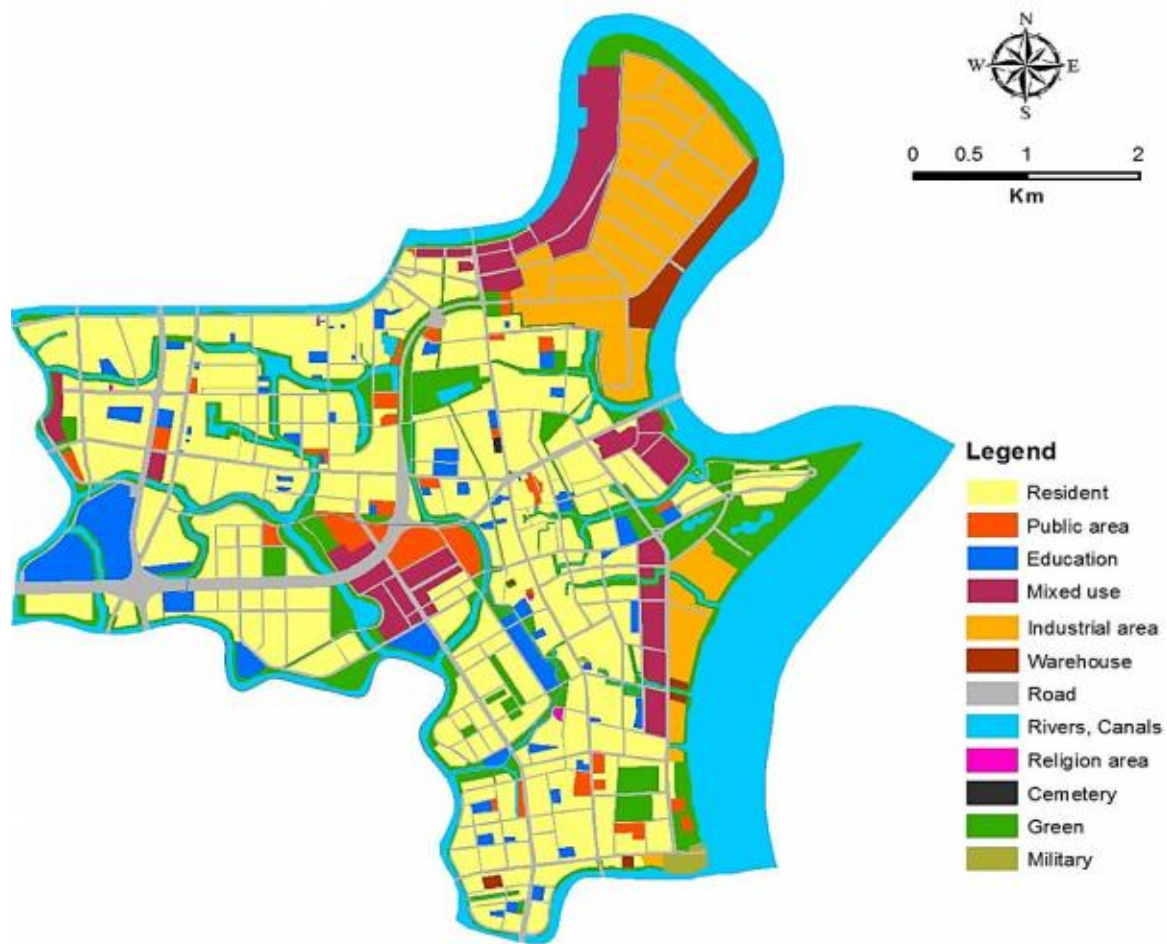 N
W E
S
0 0.5 1 2
Km
Legend
Resident
Public area
Education
Mixed use
Industrial area
Warehouse
Road
Rivers, Canals
Religion area
Cemetery
Green
Military